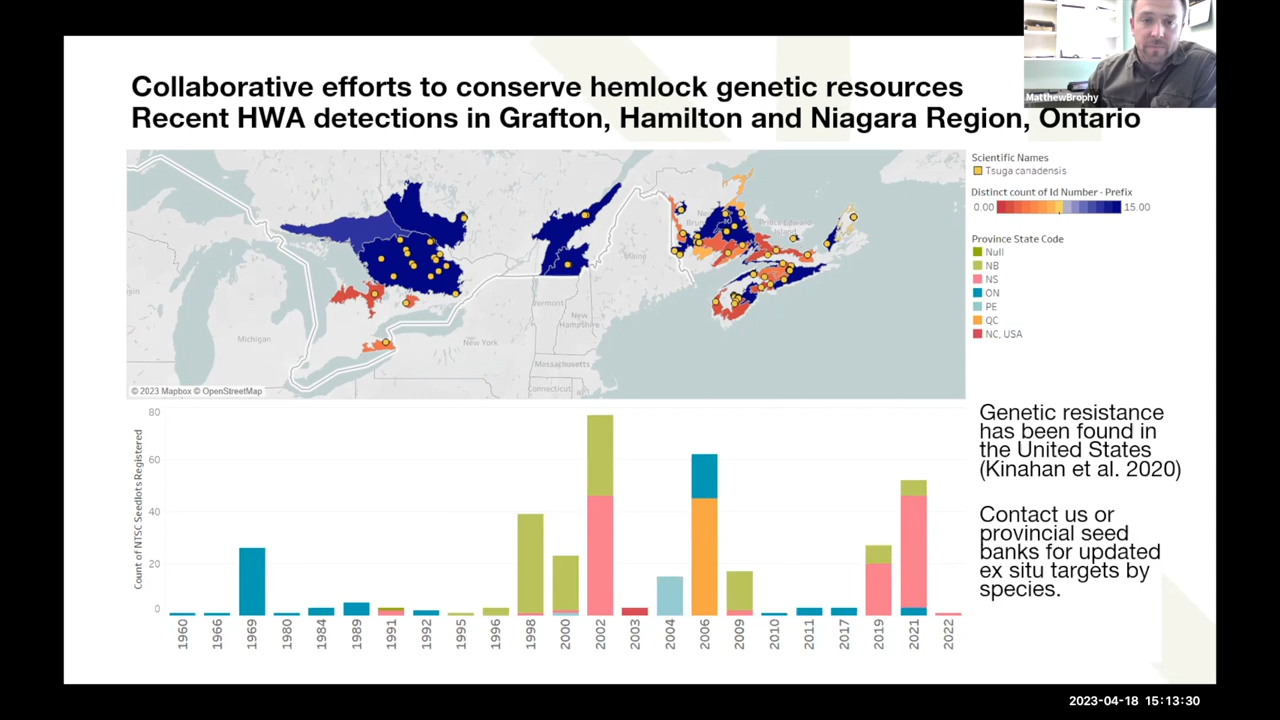 Collaborative efforts to conserve hemlock genetic resources
Recent HWA detections in Grafton, Hamilton and Niagara Region, Ontario
MatthewBrophy
Scientific Names
Tsuga canadensis
Distinct count of Id Number - Prefix
0.00 15.00
Province State Code
Null
NB
NS
ON
PE
QC
NC, USA
Prince Edward
Island
Maine
Michigan
Vermont
New
Hampshire
New York
Massachusetts
Connecticut
© 2023 Mapbox © OpenStreetMap
Count of NTSC Seedlots Registered
80
60
40
20
0
1960 1966 1969 1980 1984 1989 1991 1992 1995 1996 1998 2000 2002 2003 2004 2006 2009 2010 2011 2017 2019 2021 2022
Genetic resistance
has been found in
the United States
(Kinahan et al. 2020)
Contact us or
provincial seed
banks for updated
ex situ targets by
species.
2023-04-18 15:13:30